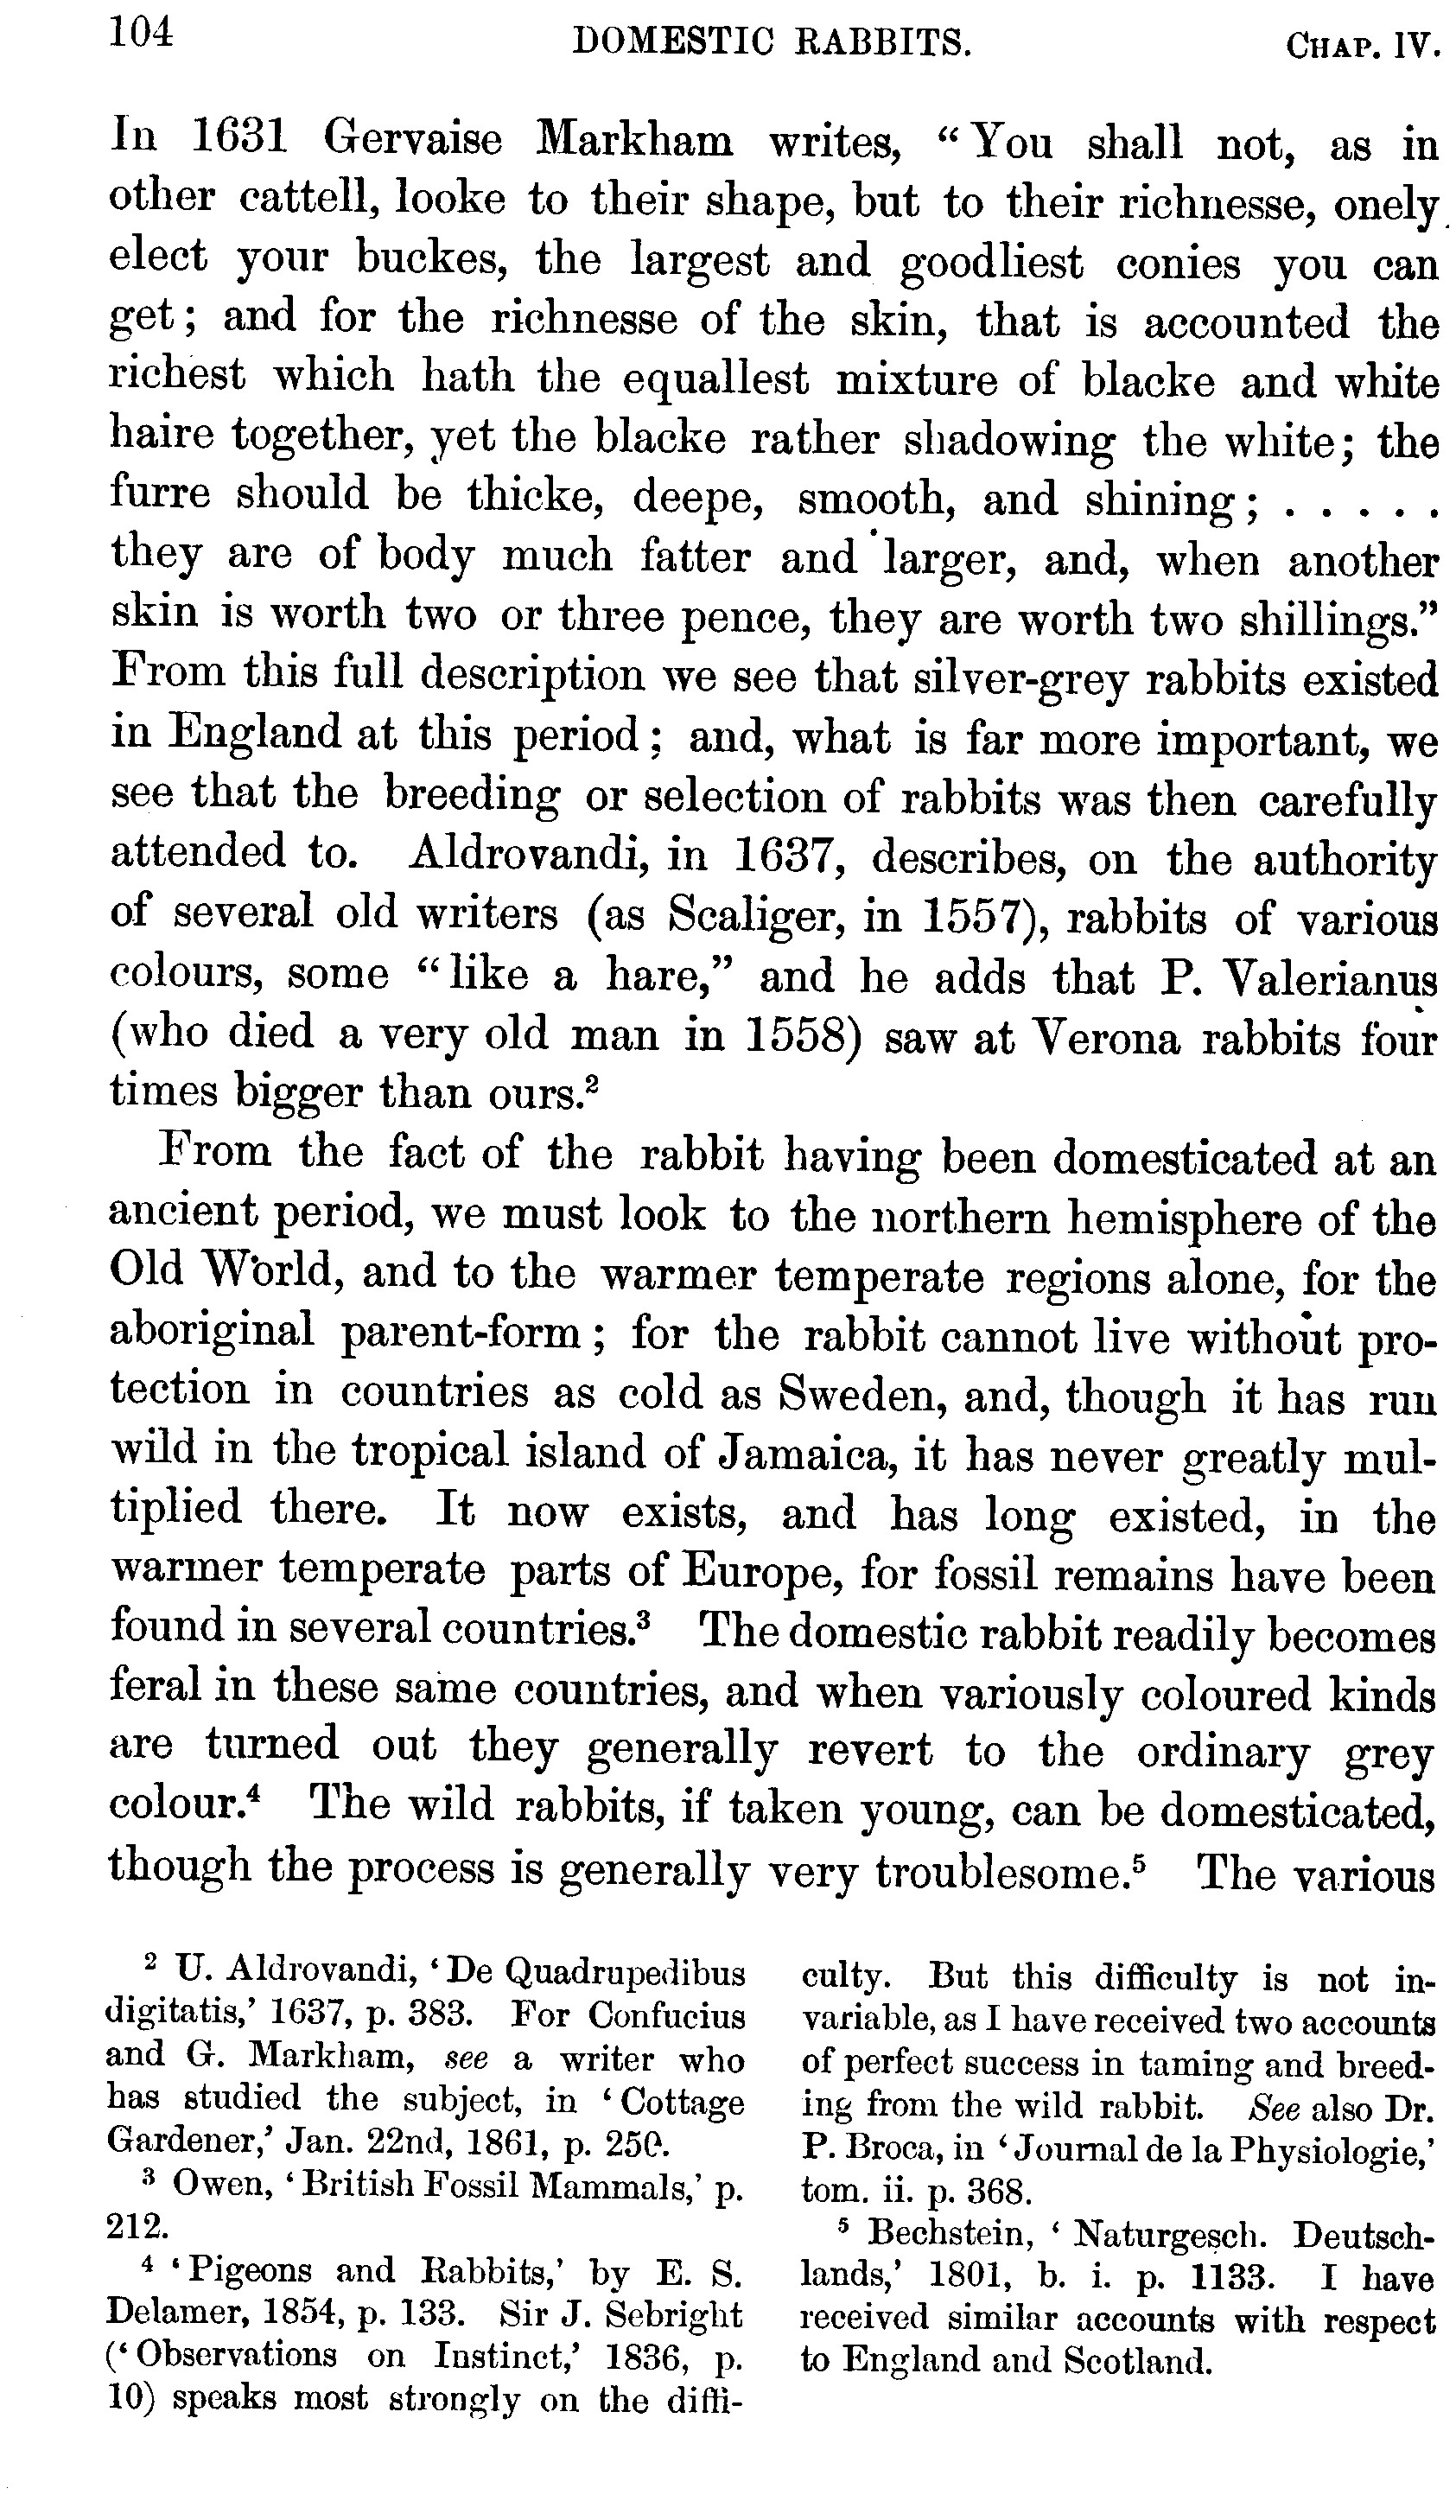 104 DOMESTIC RABBITS. CHAP. IV.
In 1631 Gervaise Markham writes, “You shall not, as in
other cattell, looke to their shape, but to their richnesse, onely
elect your buckes, the largest and goodliest conies you can
get; and for the richnesse of the skin, that is accounted the
richest which hath the equallest mixture of blacke and white
haire together, yet the blacke rather shadowing the white; the
furre should be thicke, deepe, smooth, and shining; . . . . .
they are of body much fatter and larger, and, when another
skin is worth two or three pence, they are worth two shillings.”
From this full description we see that silver-grey rabbits existed
in England at this period; and, what is far more important, we
see that the breeding or selection of rabbits was then carefully
attended to. Aldrovandi, in 1637, describes, on the authority
of several old writers (as Scaliger, in 1557), rabbits of various
colours, some “like a hare,” and he adds that P. Valerianus
(who died a very old man in 1558) saw at Verona rabbits four
times bigger than ours.²
From the fact of the rabbit having been domesticated at an
ancient period, we must look to the northern hemisphere of the
Old World, and to the warmer temperate regions alone, for the
aboriginal parent-form; for the rabbit cannot live without pro-
tection in countries as cold as Sweden, and, though it has run
wild in the tropical island of Jamaica, it has never greatly mul-
tiplied there. It now exists, and has long existed, in the
warmer temperate parts of Europe, for fossil remains have been
found in several countries.³ The domestic rabbit readily becomes
feral in these same countries, and when variously coloured kinds
are turned out they generally revert to the ordinary grey
colour.⁴ The wild rabbits, if taken young, can be domesticated,
though the process is generally very troublesome.⁵ The various
² U. Aldrovandi, ‘De Quadrupedibus
digitatis,’ 1637, p. 383. For Confucius
and G. Markham, see a writer who
has studied the subject, in ‘Cottage
Gardener,’ Jan. 22nd, 1861, p. 250.
³ Owen, ‘British Fossil Mammals,’ p.
212.
⁴ ‘Pigeons and Rabbits,’ by E. S.
Delamer, 1854, p. 133. Sir J. Sebright
(‘Observations on Instinct,’ 1836, p.
10) speaks most strongly on the diffi-
culty. But this difficulty is not in-
variable, as I have received two accounts
of perfect success in taming and breed-
ing from the wild rabbit. See also Dr.
P. Broca, in ‘Journal de la Physiologie,’
tom. ii. p. 368.
⁵ Bechstein, ‘Naturgesch. Deutsch-
lands,’ 1801, b. i. p. 1133. I have
received similar accounts with respect
to England and Scotland.